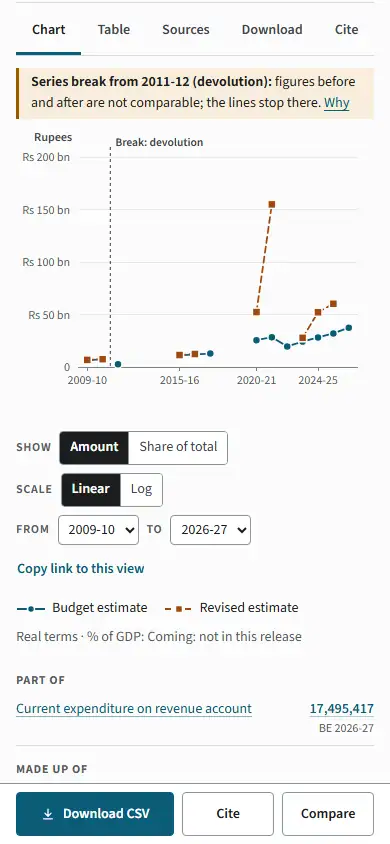 Chart Table Sources Download Cite
Series break from 2011-12 (devolution): figures before
and after are not comparable; the lines stop there. Why
Rupees
Break: devolution
Rs 200 bn
Rs 150 bn
Rs 100 bn
Rs 50 bn
0
2009-10 2015-16 2020-21 2024-25
SHOW Amount Share of total
SCALE Linear Log
FROM 2009-10 TO 2026-27
Copy link to this view
Budget estimate Revised estimate
Real terms · % of GDP: Coming: not in this release
PART OF
Current expenditure on revenue account 17,495,417
BE 2026-27
MADE UP OF
Download CSV Cite Compare